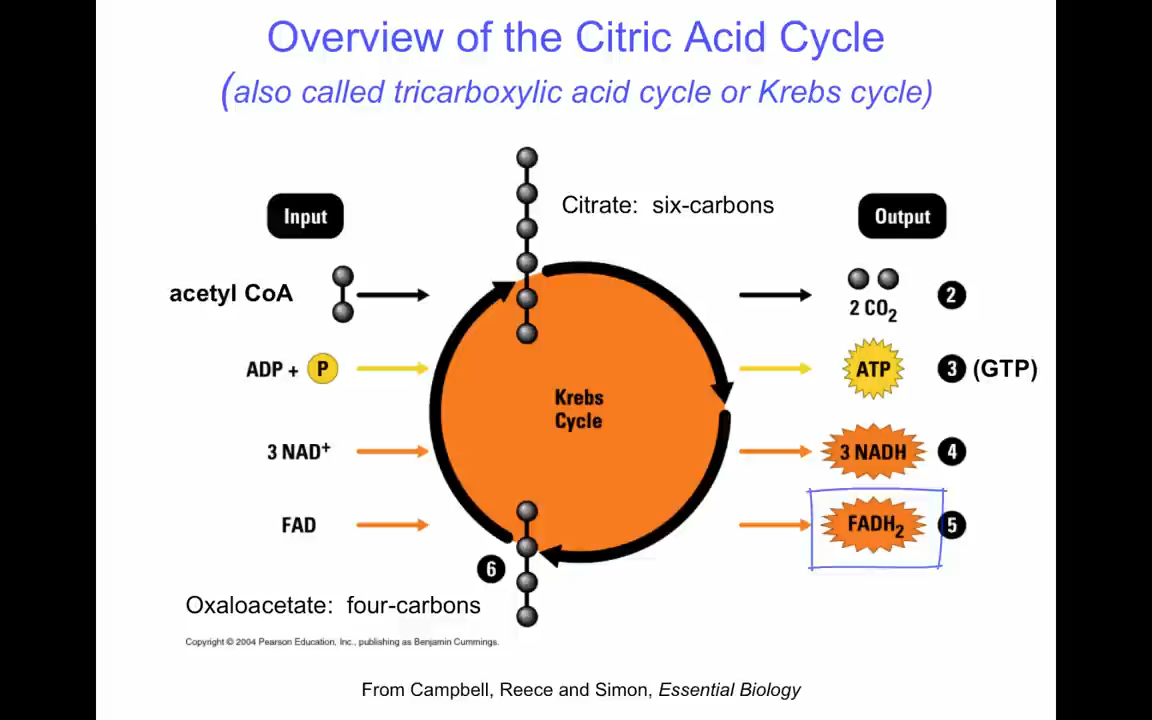 Overview of the Citric Acid Cycle
(also called tricarboxylic acid cycle or Krebs cycle)
Citrate: six-carbons
Input
Output
acetyl CoA
2 CO₂
2
ADP + P
ATP
3 (GTP)
Krebs
Cycle
3 NAD⁺
3 NADH
4
FAD
FADH₂
5
6
Oxaloacetate: four-carbons
Copyright © 2004 Pearson Education, Inc., publishing as Benjamin Cummings.
From Campbell, Reece and Simon, Essential Biology